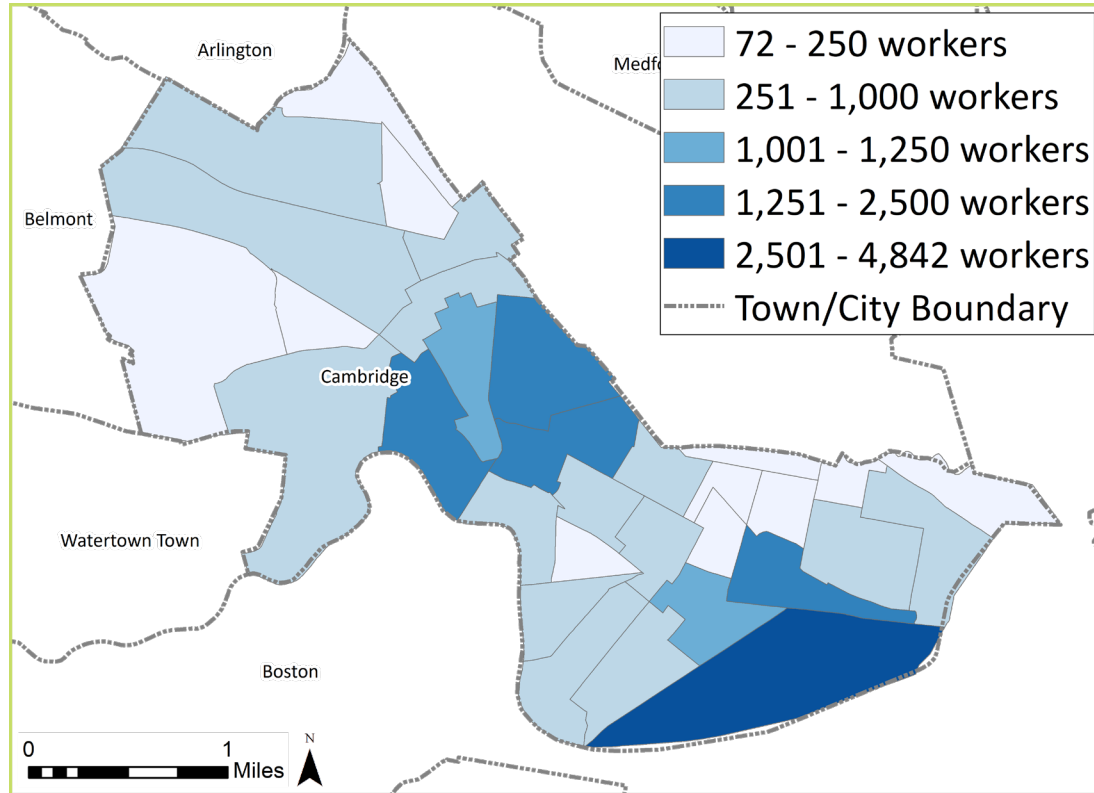 Arlington
72 - 250 workers
251 - 1,000 workers
1,001 - 1,250 workers
1,251 - 2,500 workers
2,501 - 4,842 workers
Town/City Boundary
Medfo
Belmont
Cambridge
Watertown Town
Boston
0 1
Miles
N